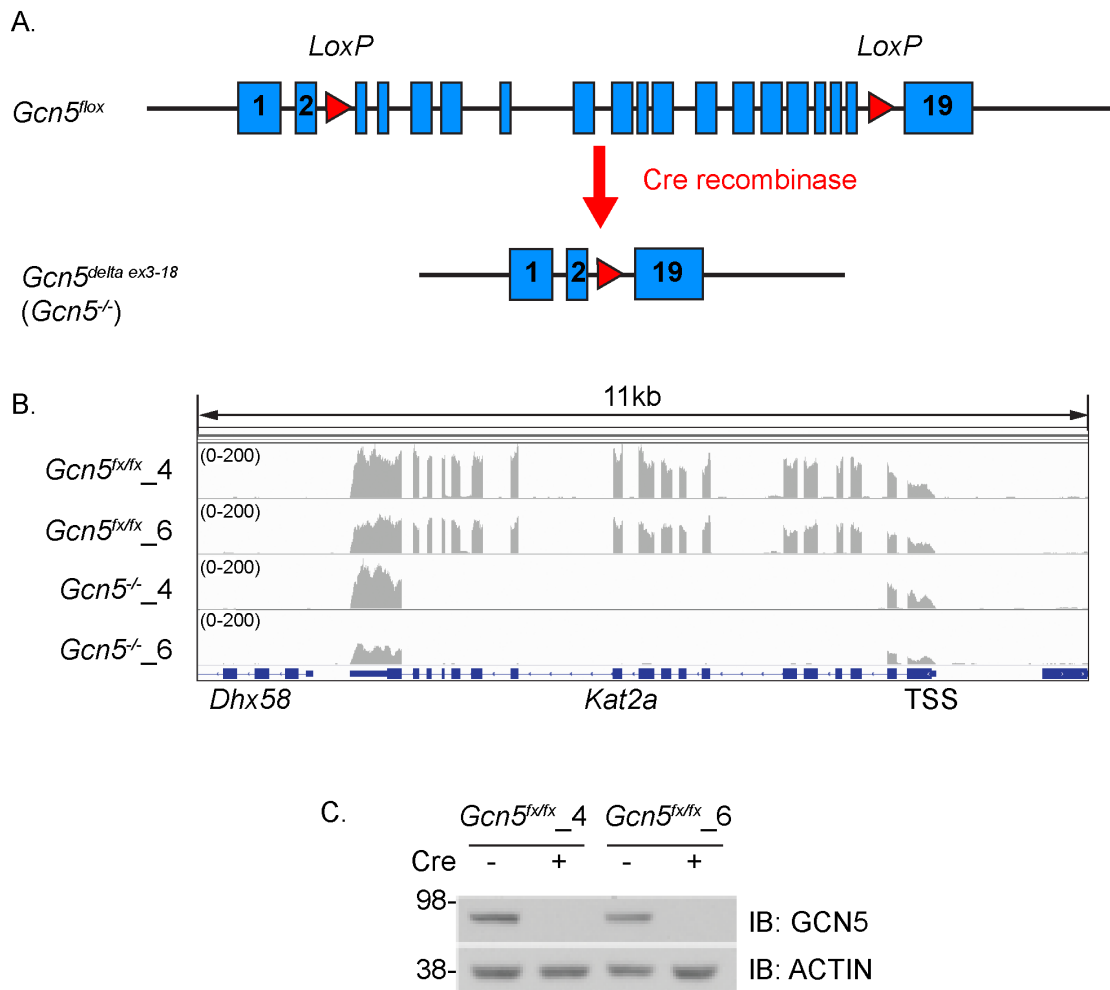 A.
LoxP LoxP
Gcn5flox 1 2 19
Cre recombinase
Gcn5delta ex3-18 1 2 19
(Gcn5-/-)
B.
11kb
Gcn5fx/fx_4 (0-200)
Gcn5fx/fx_6 (0-200)
Gcn5-/-_4 (0-200)
Gcn5-/-_6 (0-200)
Dhx58 Kat2a TSS
C.
Gcn5fx/fx_4 Gcn5fx/fx_6
Cre - + - +
98- IB: GCN5
38- IB: ACTIN